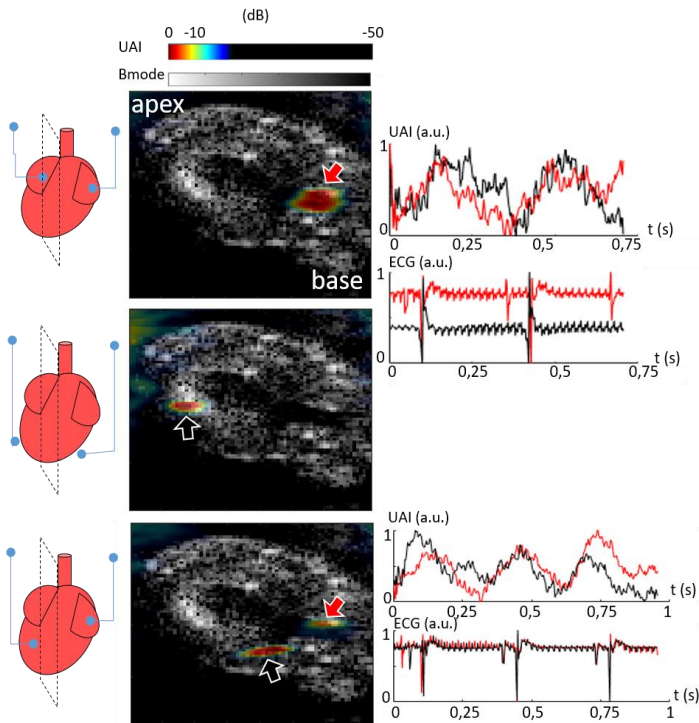 (dB)
0 -10 -50
UAI
Bmode
apex
base
UAI (a.u.)
1
0
0 0,25 0,5 0,75
t (s)
ECG (a.u.)
1
0
0 0,25 0,5 0,75
t (s)
UAI (a.u.)
1
0
0 0,25 0,5 0,75 1
t (s)
ECG (a.u.)
1
0
0 0,25 0,5 0,75 1
t (s)